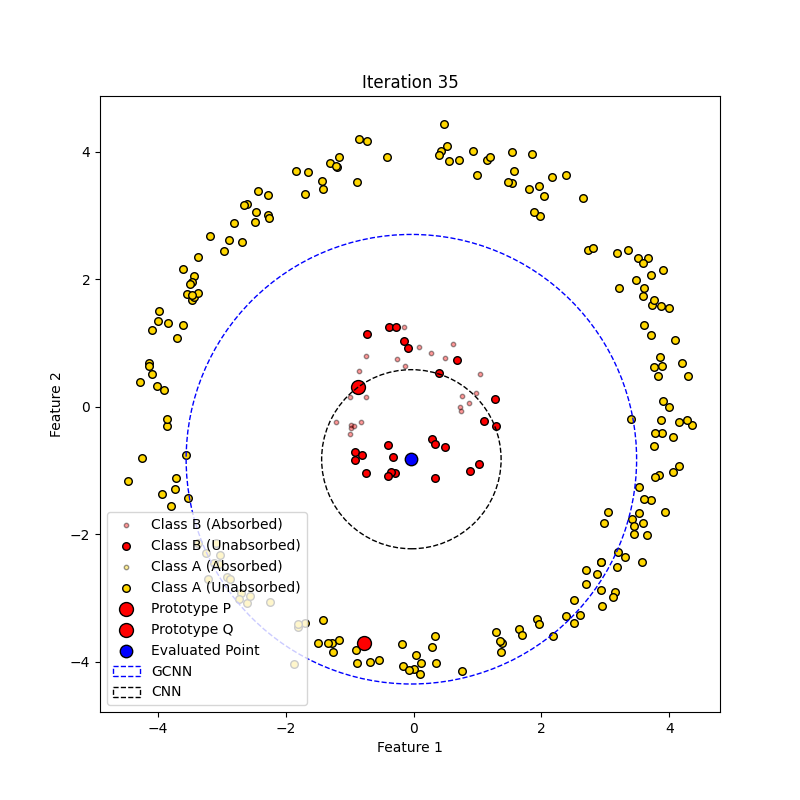 Iteration 35
4
2
0
−2
−4
Feature 2
Class B (Absorbed)
Class B (Unabsorbed)
Class A (Absorbed)
Class A (Unabsorbed)
Prototype P
Prototype Q
Evaluated Point
GCNN
CNN
−4 −2 0 2 4
Feature 1